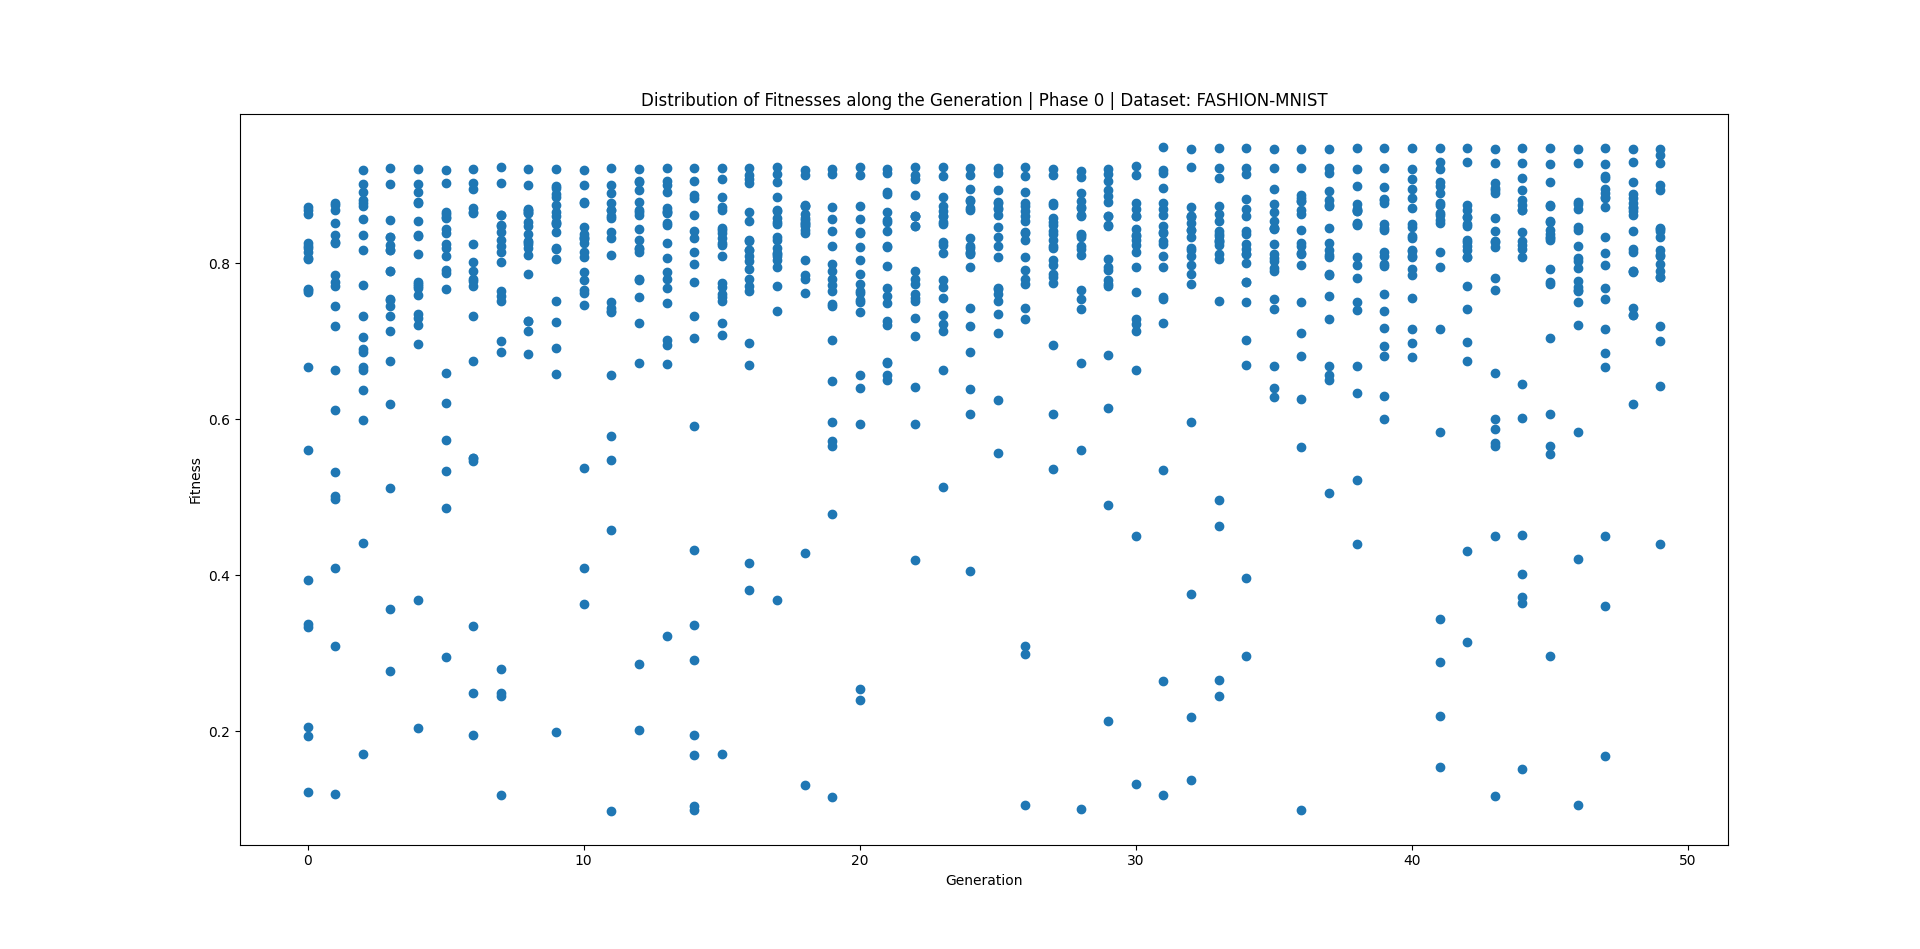 Distribution of Fitnesses along the Generation | Phase 0 | Dataset: FASHION-MNIST
0.8
0.6
Fitness
0.4
0.2
0 10 20 30 40 50
Generation